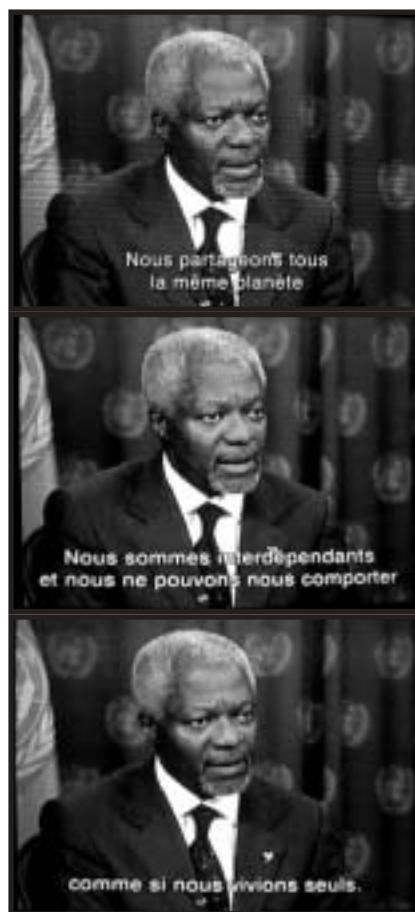 Nous partageons tous
la même planète
Nous sommes interdépendants
et nous ne pouvons nous comporter
comme si nous vivions seuls.